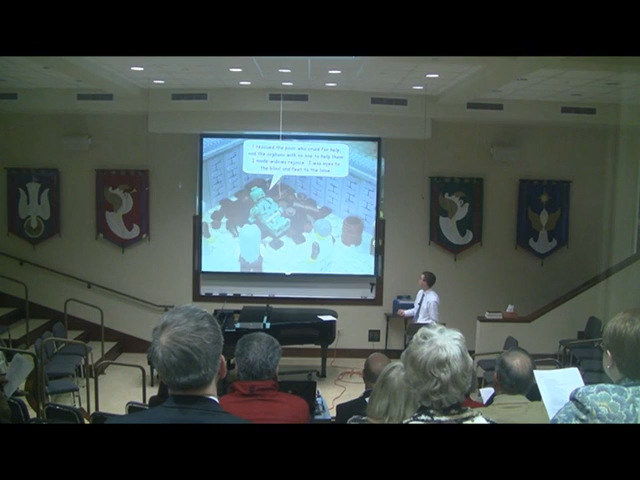 I rescued the poor who cried for help,
and the orphans with no one to help them.
I made widows rejoice. I was eyes to
the blind and feet to the lame.